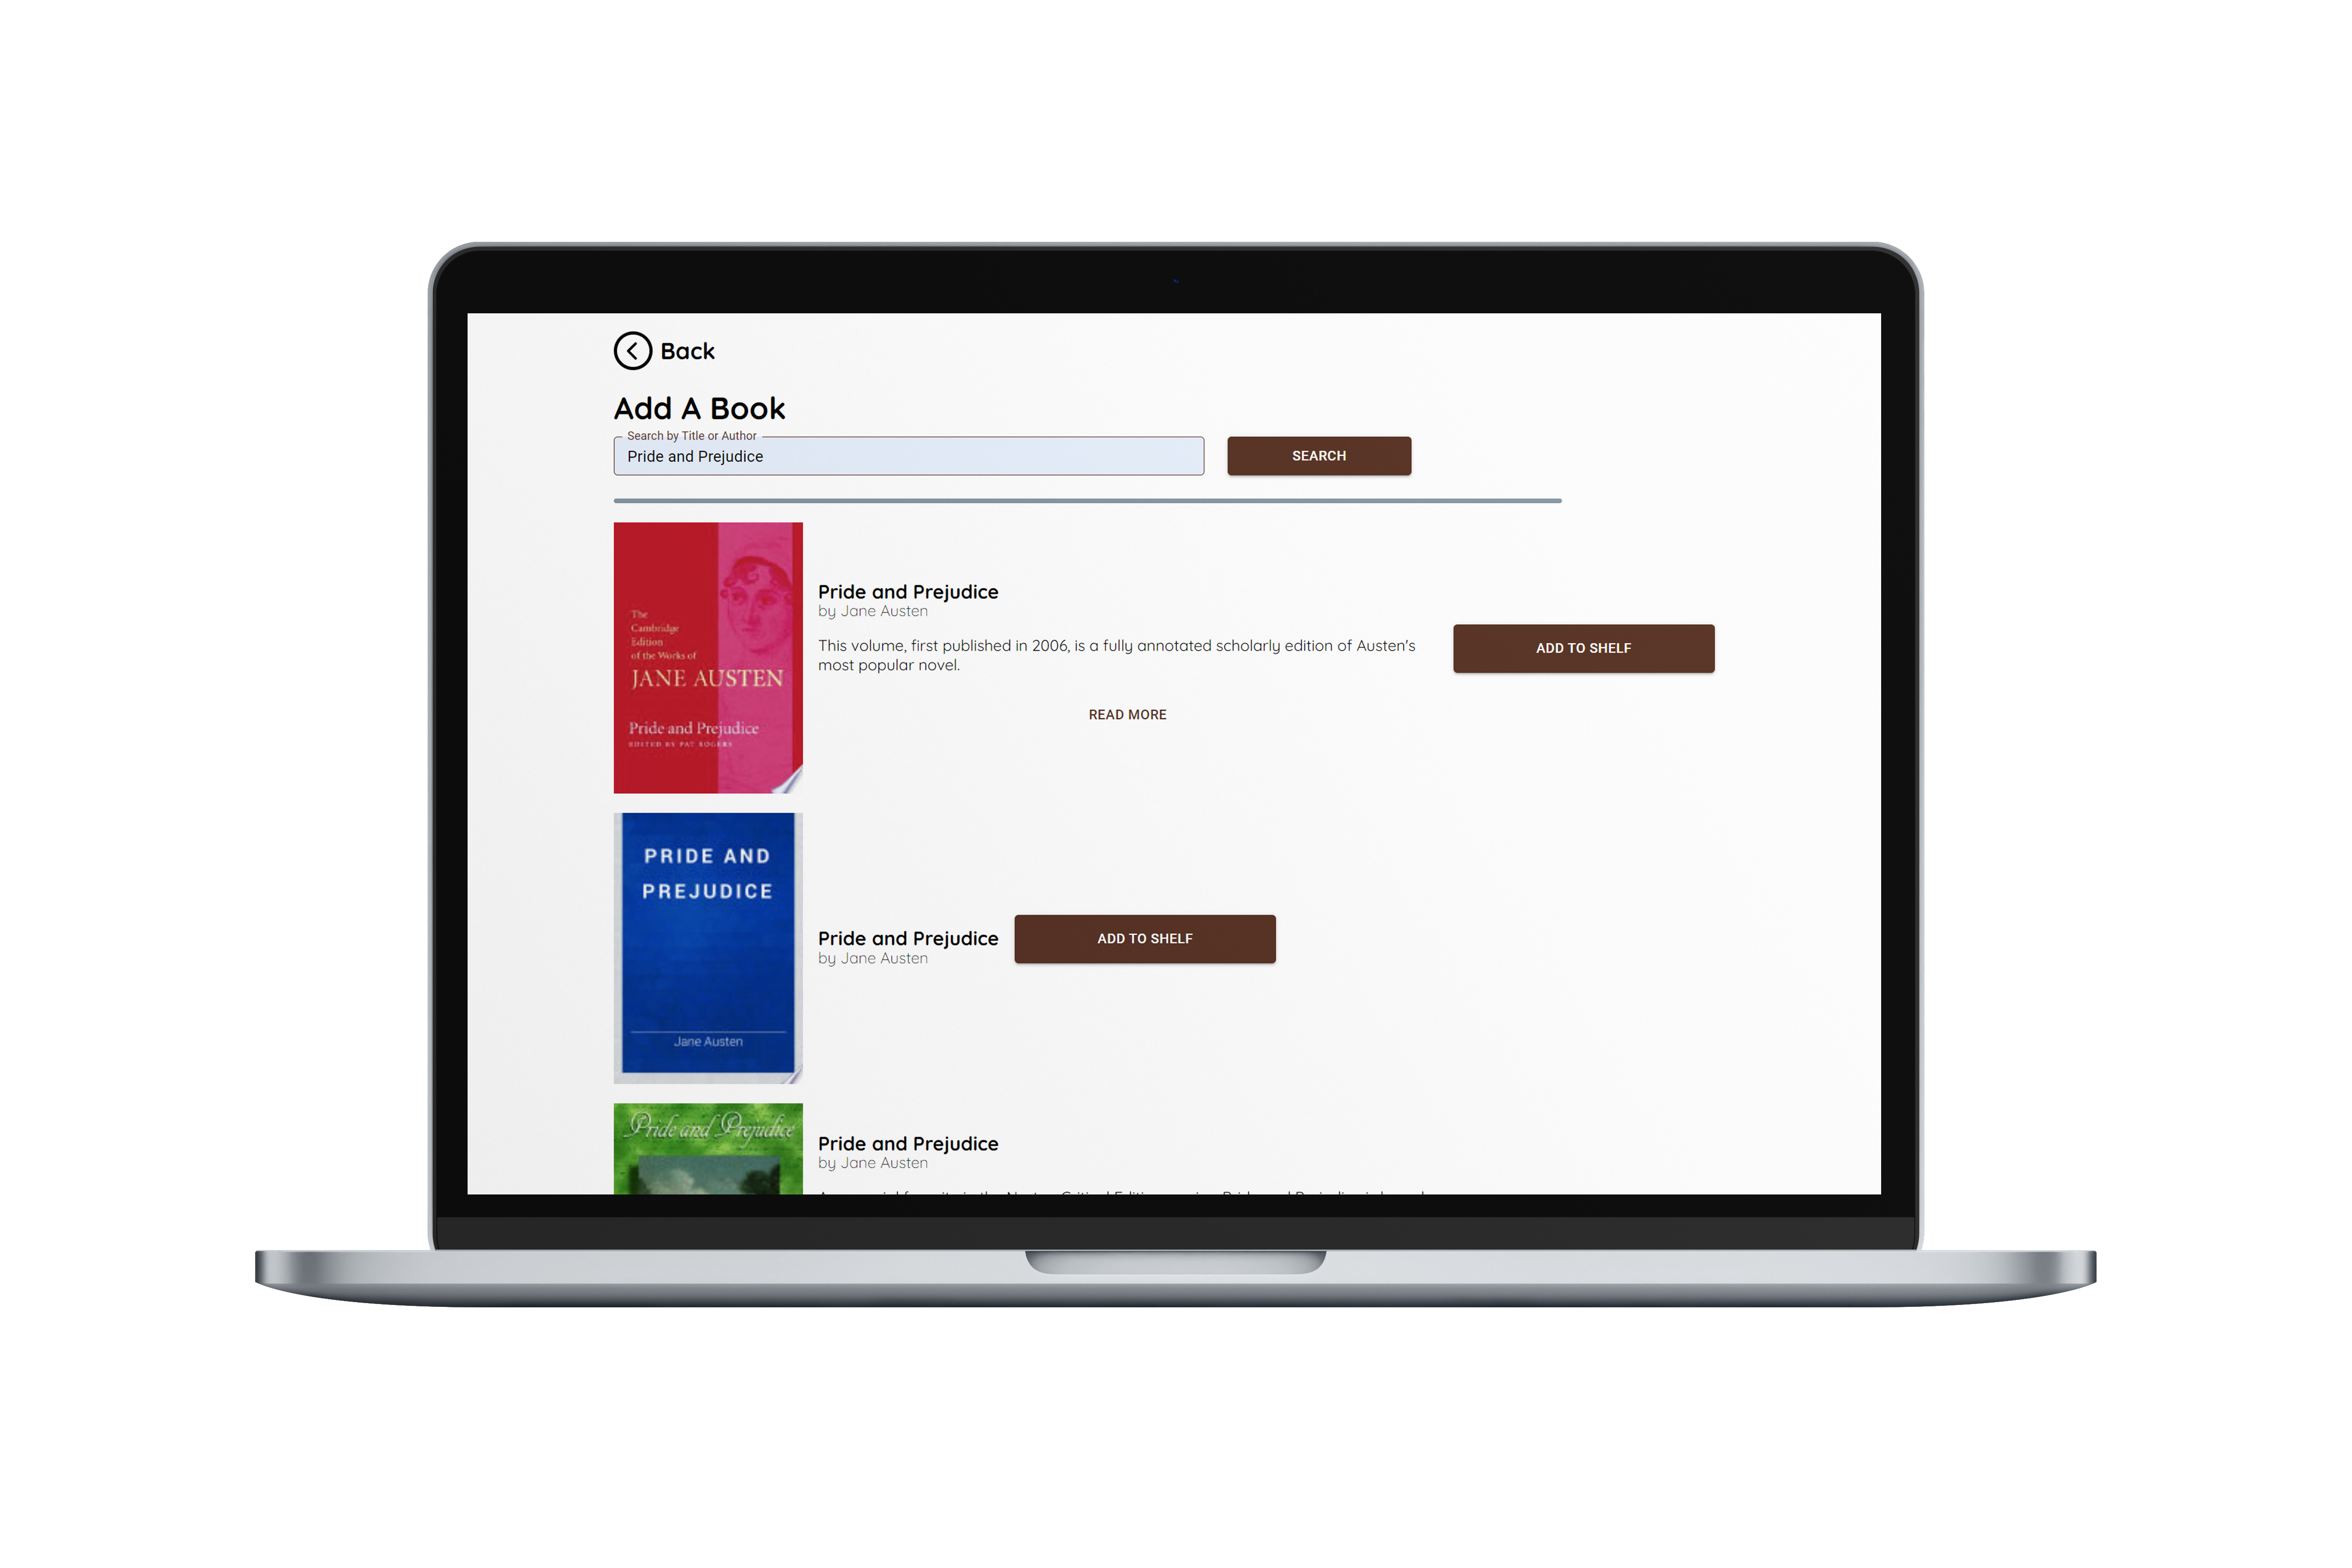 Back
Add A Book
Search by Title or Author
Pride and Prejudice
SEARCH
The
Cambridge
Edition
of the Works of
JANE AUSTEN
Pride and Prejudice
EDITED BY PAT ROGERS
Pride and Prejudice
by Jane Austen
This volume, first published in 2006, is a fully annotated scholarly edition of Austen's
most popular novel.
READ MORE
ADD TO SHELF
PRIDE AND
PREJUDICE
Jane Austen
Pride and Prejudice
by Jane Austen
ADD TO SHELF
Pride and Prejudice
Pride and Prejudice
by Jane Austen